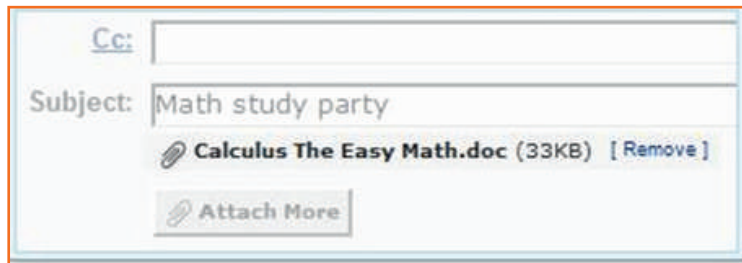 Cc:
Subject: Math study party
Calculus The Easy Math.doc (33KB) [ Remove ]
Attach More